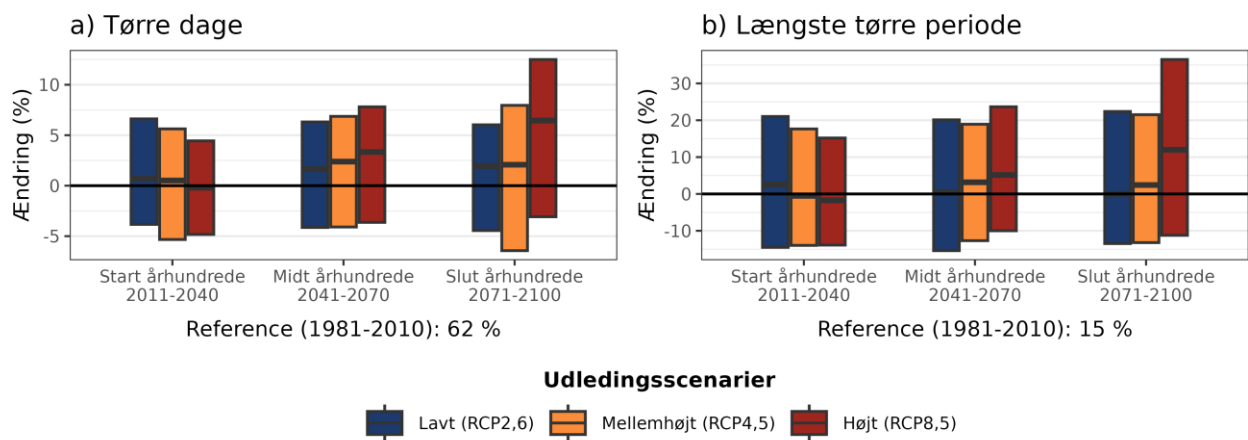 a) Tørre dage
Ændring (%)
10
5
0
-5
Start århundrede
2011-2040
Midt århundrede
2041-2070
Slut århundrede
2071-2100
Reference (1981-2010): 62 %
b) Længste tørre periode
Ændring (%)
30
20
10
0
-10
Start århundrede
2011-2040
Midt århundrede
2041-2070
Slut århundrede
2071-2100
Reference (1981-2010): 15 %
Udledingsscenarier
Lavt (RCP2,6)
Mellemhøjt (RCP4,5)
Højt (RCP8,5)